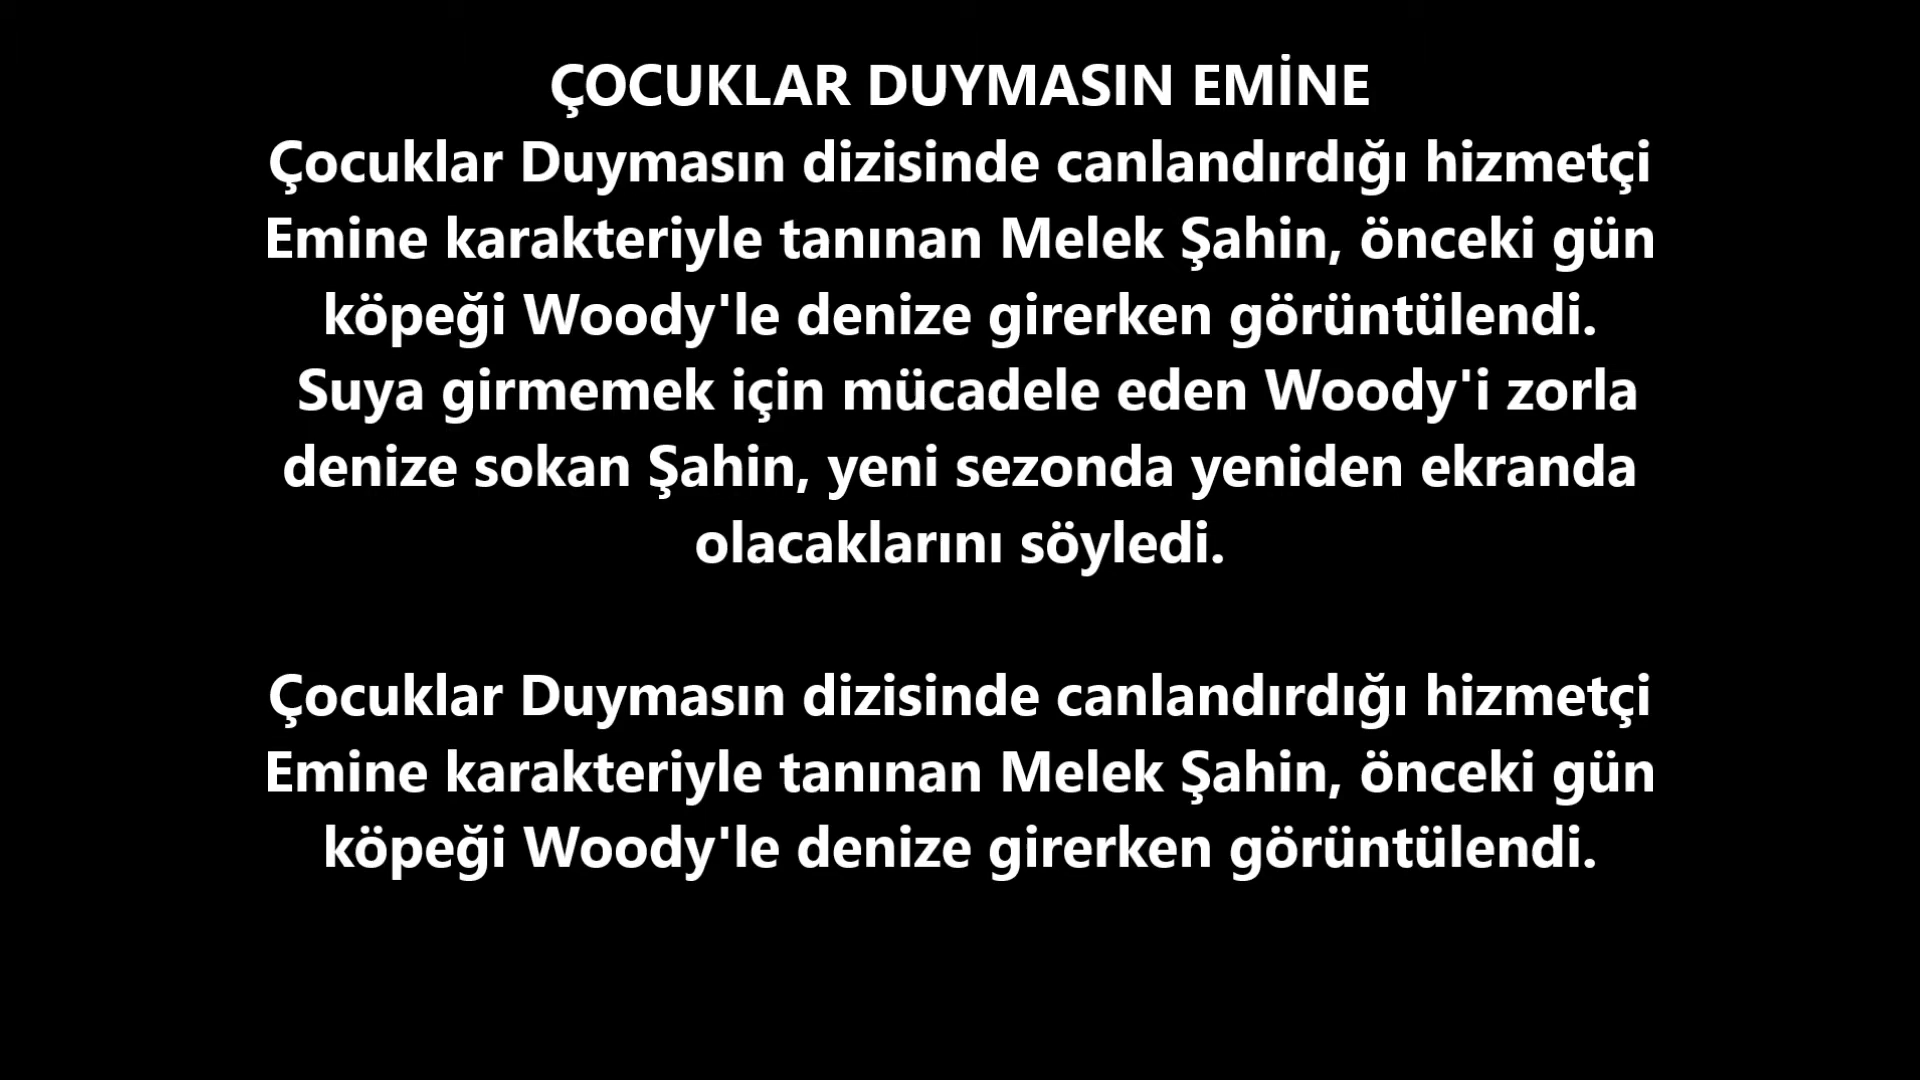 ÇOCUKLAR DUYMASIN EMİNE
Çocuklar Duymasın dizisinde canlandırdığı hizmetçi
Emine karakteriyle tanınan Melek Şahin, önceki gün
köpeği Woody'le denize girerken görüntülendi.
Suya girmemek için mücadele eden Woody'i zorla
denize sokan Şahin, yeni sezonda yeniden ekranda
olacaklarını söyledi.
Çocuklar Duymasın dizisinde canlandırdığı hizmetçi
Emine karakteriyle tanınan Melek Şahin, önceki gün
köpeği Woody'le denize girerken görüntülendi.